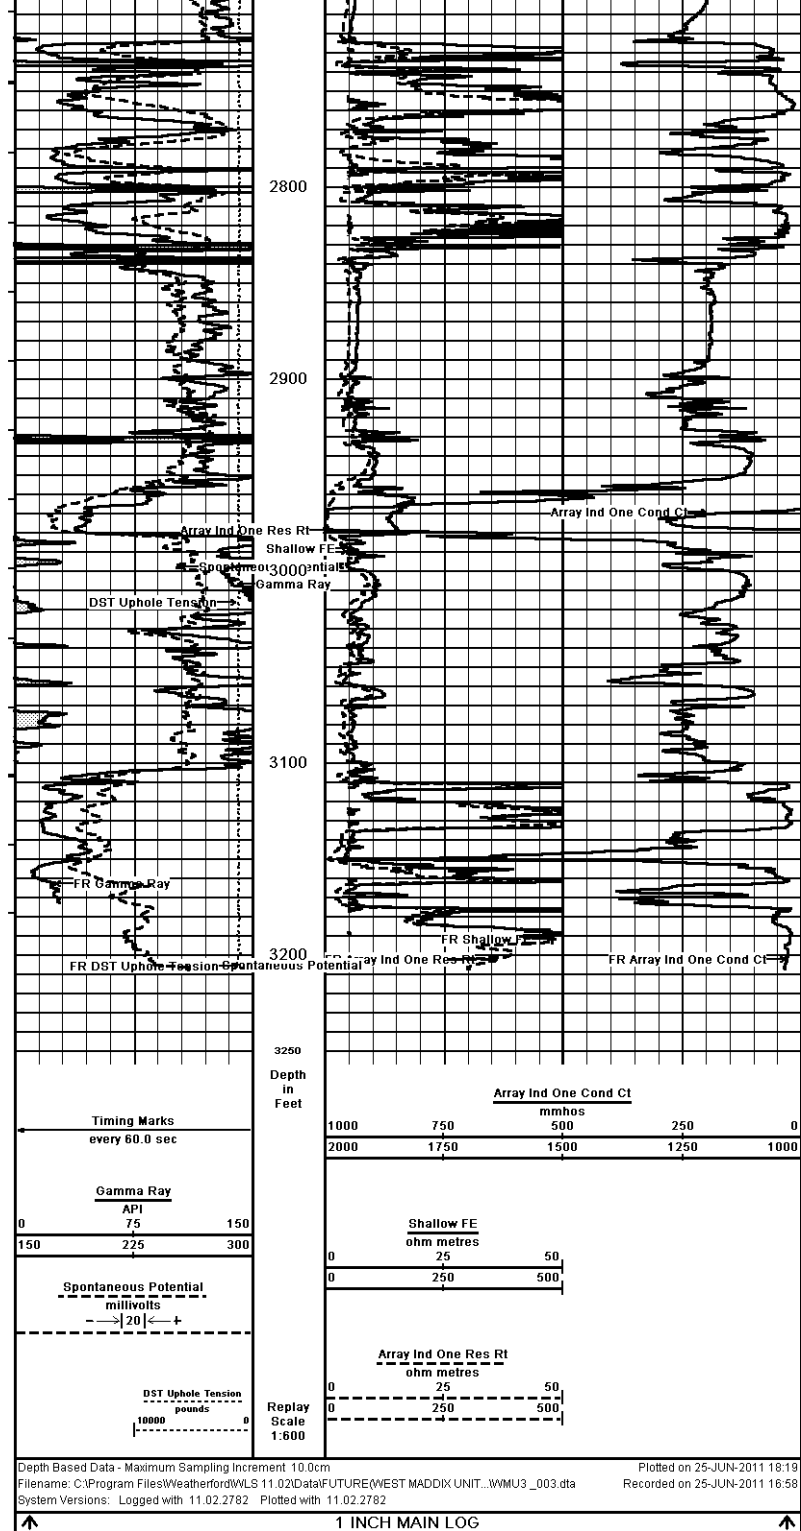 2800
2900
Array Ind One Cond Ct
Array Ind One Res Rt
Shallow FE
3000
Gamma Ray
DST Uphole Tension
3100
FR Gamma Ray
FR Shallow
3200
FR DST Uphole Tension Spontaneous Potential
FR Array Ind One Res Rt
FR Array Ind One Cond Ct
3250
Depth
in
Feet
Array Ind One Cond Ct
mmhos
1000 750 500 250 0
2000 1750 1500 1250 1000
Timing Marks
every 60.0 sec
Gamma Ray
API
0 75 150
150 225 300
Shallow FE
ohm metres
0 25 50
0 250 500
Spontaneous Potential
millivolts
- 20 +
Array Ind One Res Rt
ohm metres
0 25 50
0 250 500
DST Uphole Tension
pounds
10000 0
Replay
Scale
1:600
Depth Based Data - Maximum Sampling Increment 10.0cm Plotted on 25-JUN-2011 18:19
Filename: C:\Program Files\Weatherford\WLS 11.02\Data\FUTURE\WEST MADDIX UNIT...\WMU3 _003.dta Recorded on 25-JUN-2011 16:58
System Versions: Logged with 11.02.2782 Plotted with 11.02.2782
1 INCH MAIN LOG